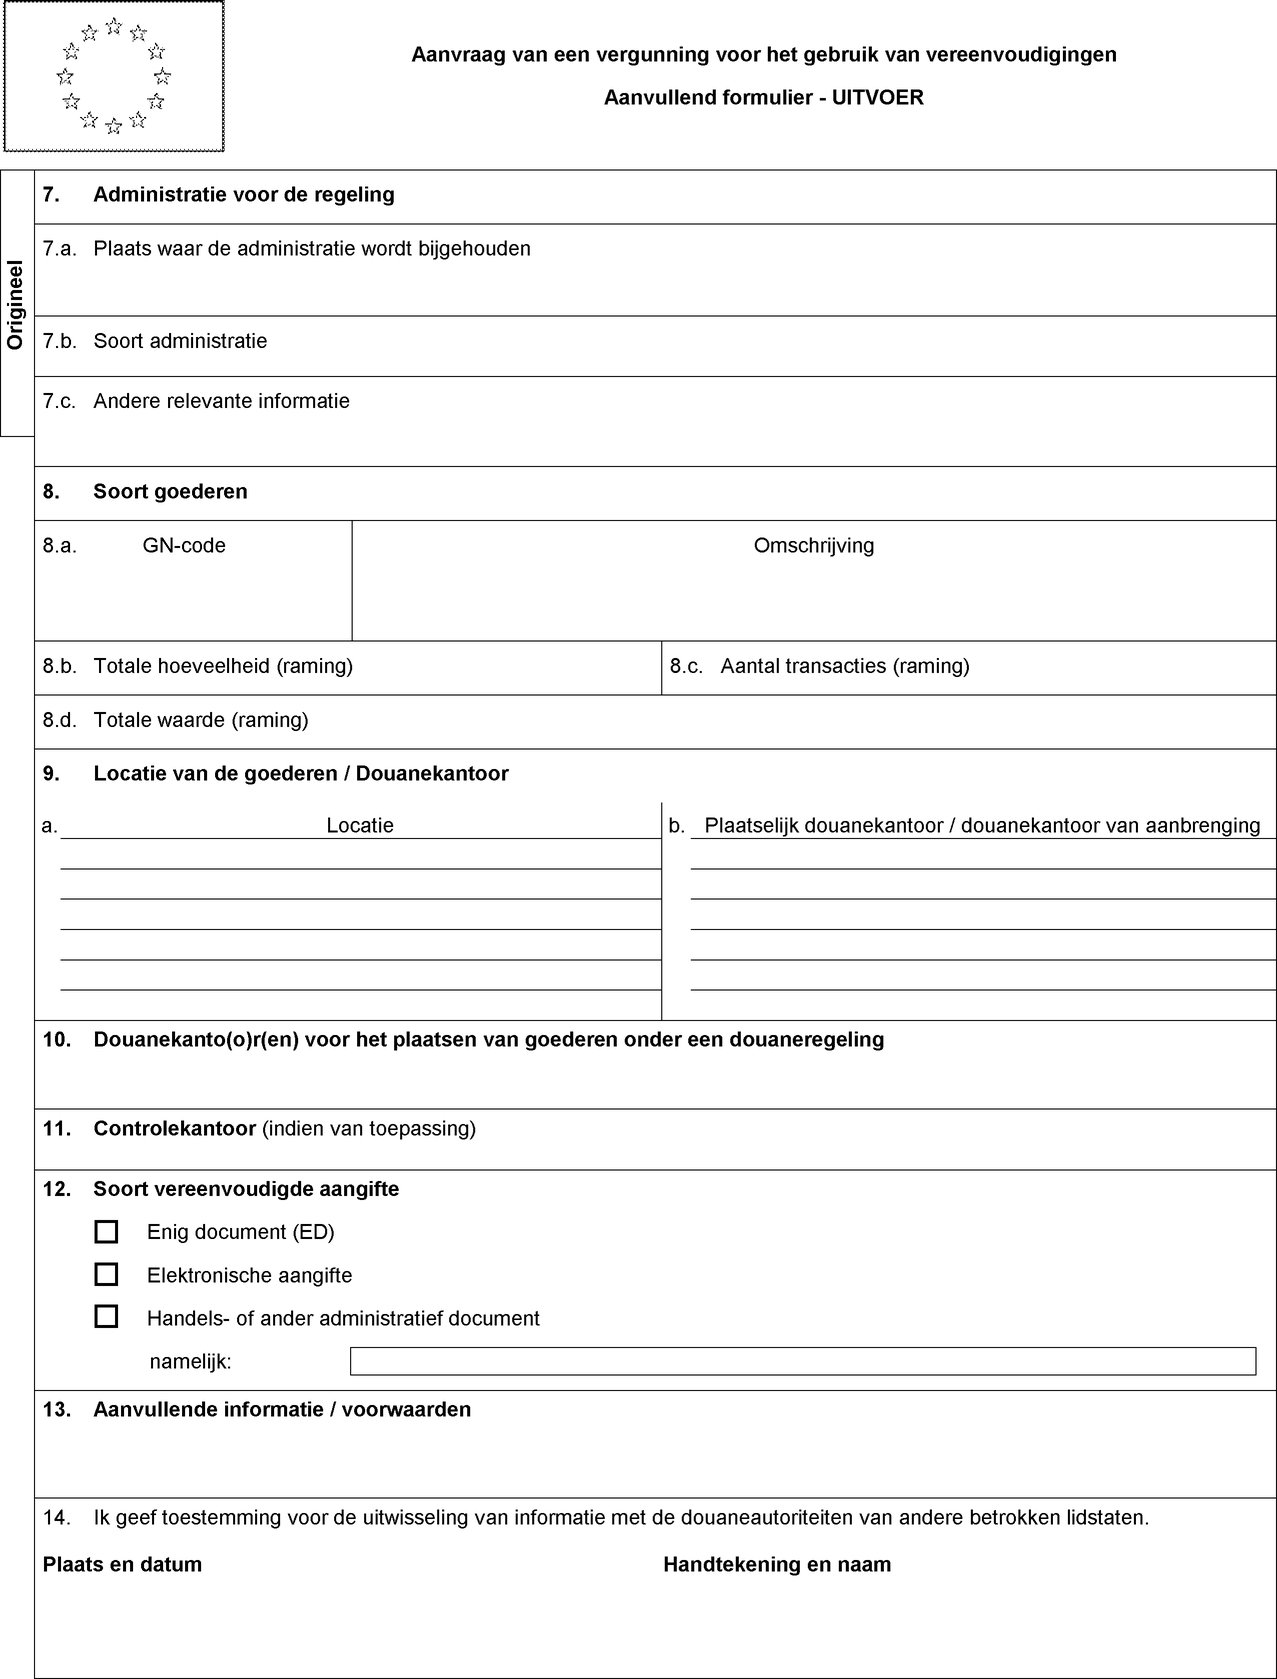 Aanvraag van een vergunning voor het gebruik van vereenvoudigingen
Aanvullend formulier - UITVOER
Origineel
7. Administratie voor de regeling
7.a. Plaats waar de administratie wordt bijgehouden
7.b. Soort administratie
7.c. Andere relevante informatie
8. Soort goederen
8.a. GN-code Omschrijving
8.b. Totale hoeveelheid (raming) 8.c. Aantal transacties (raming)
8.d. Totale waarde (raming)
9. Locatie van de goederen / Douanekantoor
a. Locatie b. Plaatselijk douanekantoor / douanekantoor van aanbrenging
10. Douanekanto(o)r(en) voor het plaatsen van goederen onder een douaneregeling
11. Controlekantoor (indien van toepassing)
12. Soort vereenvoudigde aangifte
Enig document (ED)
Elektronische aangifte
Handels- of ander administratief document
namelijk:
13. Aanvullende informatie / voorwaarden
14. Ik geef toestemming voor de uitwisseling van informatie met de douaneautoriteiten van andere betrokken lidstaten.
Plaats en datum Handtekening en naam